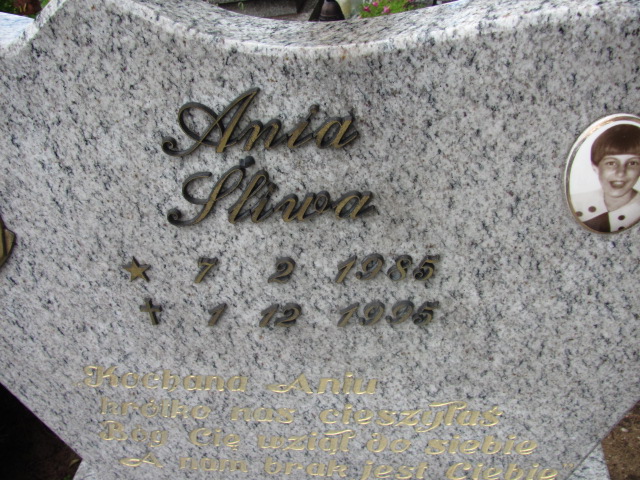 Ania
Śliwa
7 2 1985
1 12 1995
Kochana Aniu
krótko nas cieszyłaś
Bóg Cię wziął do siebie
A nam brak jest Ciebie"